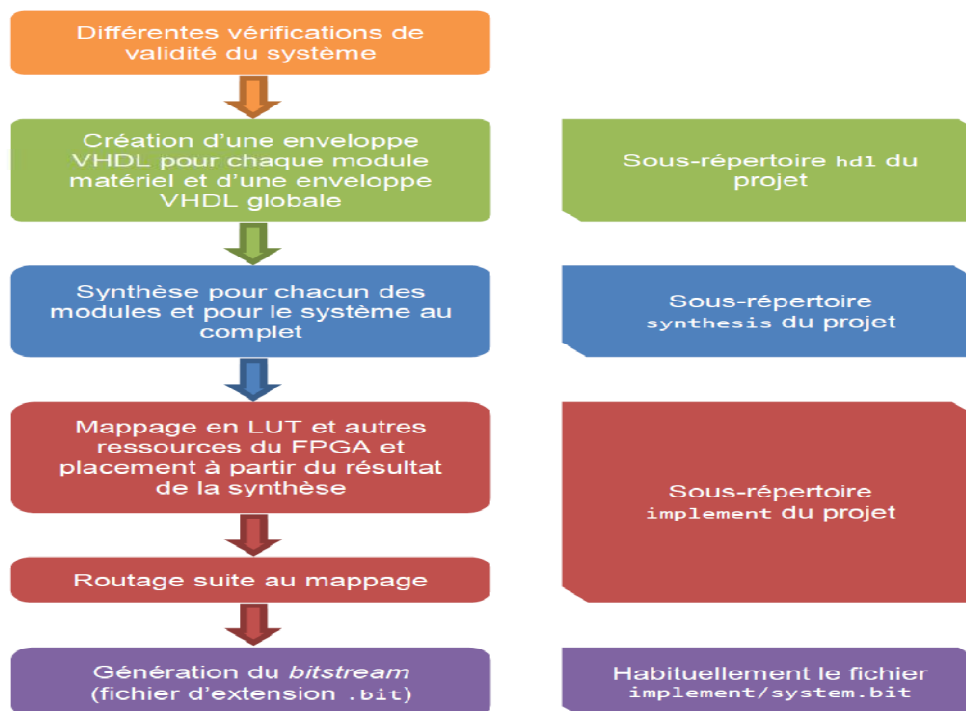 Différentes vérifications de
validité du système
Création d'une enveloppe
VHDL pour chaque module
matériel et d'une enveloppe
VHDL globale
Sous-répertoire hdl du
projet
Synthèse pour chacun des
modules et pour le système au
complet
Sous-répertoire
synthesis du projet
Mappage en LUT et autres
ressources du FPGA et
placement à partir du résultat
de la synthèse
Sous-répertoire
implement du projet
Routage suite au mappage
Génération du bitstream
(fichier d'extension .bit)
Habituellement le fichier
implement/system.bit